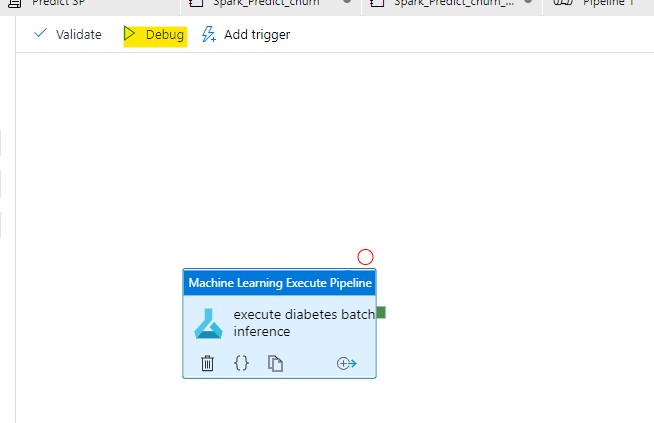 Predict SP
Spark_Predict_churn
Spark_Predict_churn_...
Pipeline 1
Validate
Debug
Add trigger
Machine Learning Execute Pipeline
execute diabetes batch
inference
{}